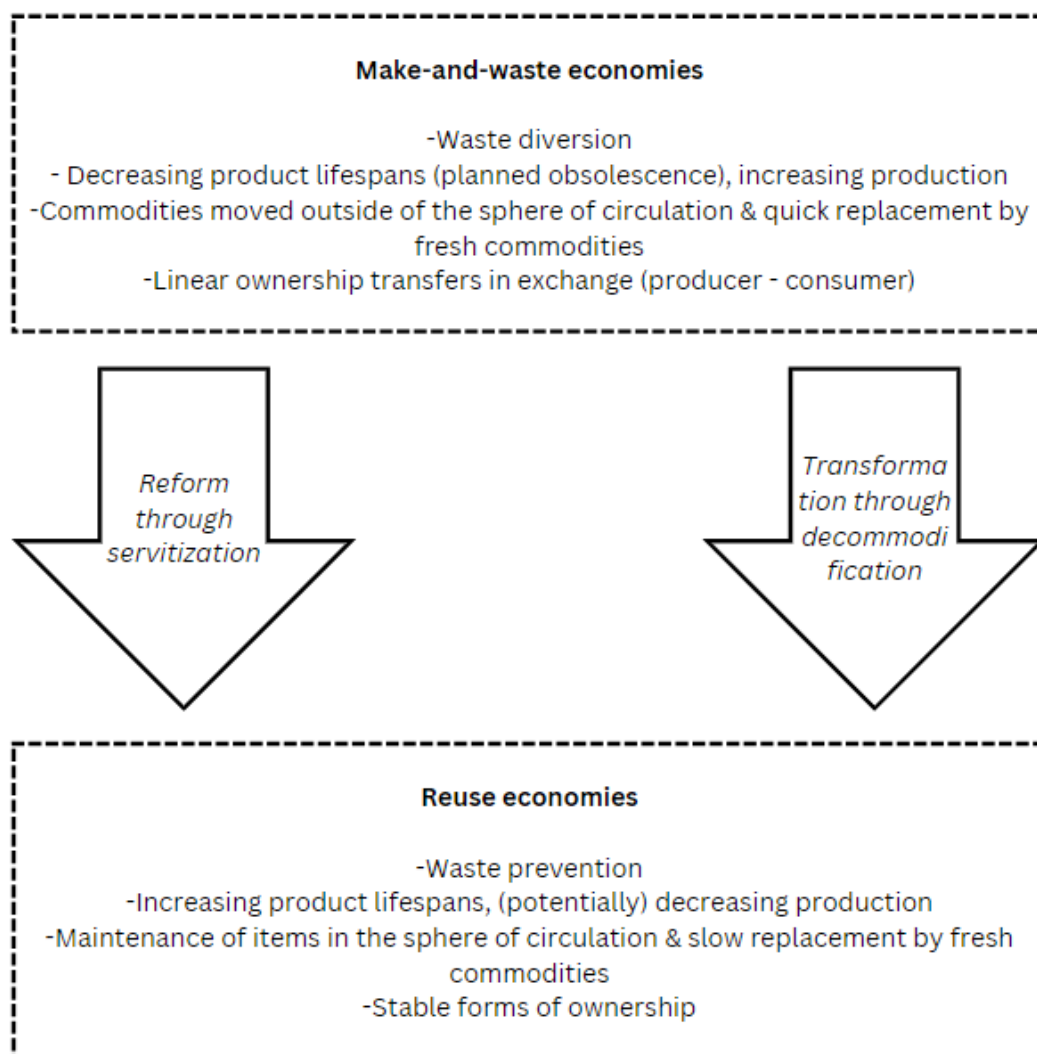 Make-and-waste economies
-Waste diversion
- Decreasing product lifespans (planned obsolescence), increasing production
-Commodities moved outside of the sphere of circulation & quick replacement by
fresh commodities
-Linear ownership transfers in exchange (producer - consumer)
Reform
through
servitization
Transforma
tion through
decommodi
fication
Reuse economies
-Waste prevention
-Increasing product lifespans, (potentially) decreasing production
-Maintenance of items in the sphere of circulation & slow replacement by fresh
commodities
-Stable forms of ownership